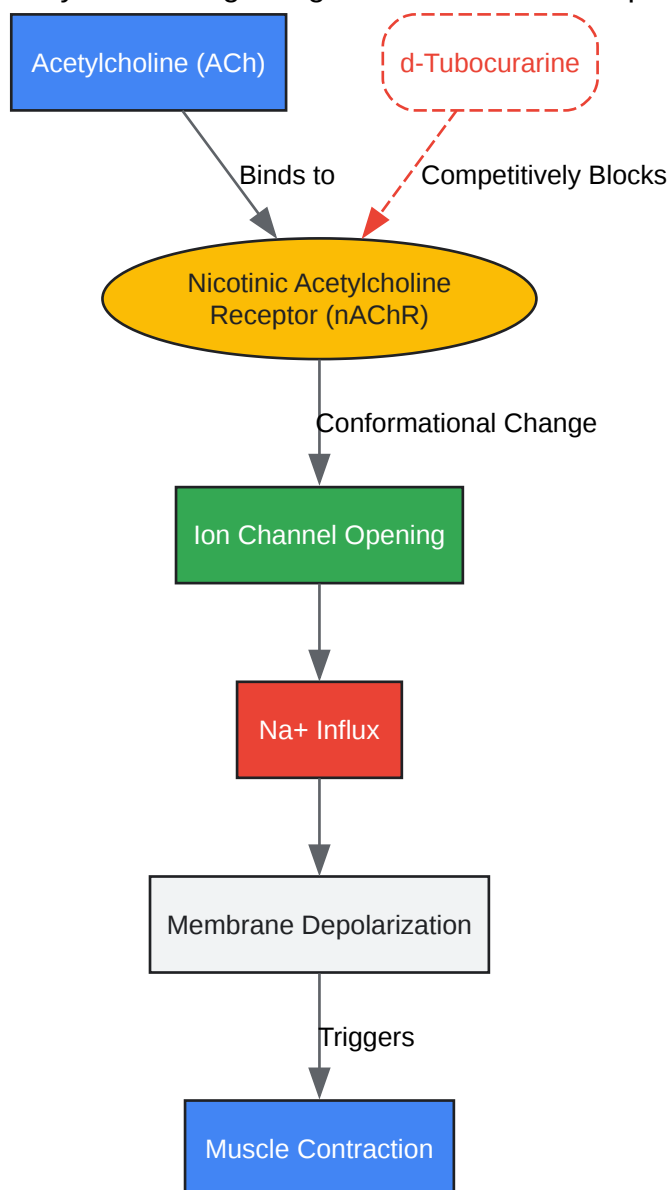 Acetylcholine (ACh)
d-Tubocurarine
Binds to
Competitively Blocks
Nicotinic Acetylcholine
Receptor (nAChR)
Conformational Change
Ion Channel Opening
Na+ Influx
Membrane Depolarization
Triggers
Muscle Contraction